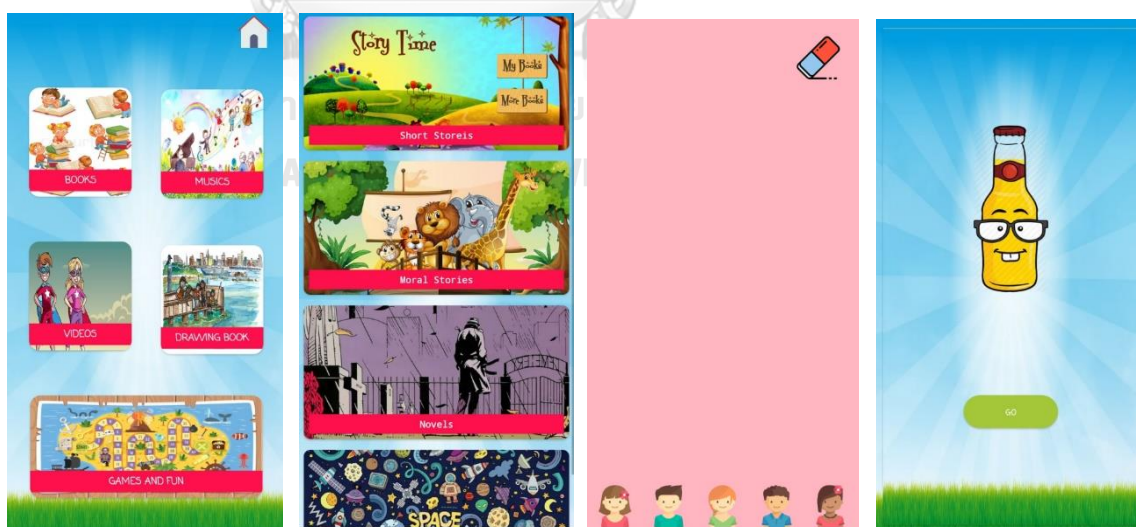 BOOKS
MUSICS
VIDEOS
DRAWING BOOK
GAMES AND FUN
Story Time
My Books
More Books
Short Storeis
Moral Stories
CEMETERY
Novels
SPACE
GO